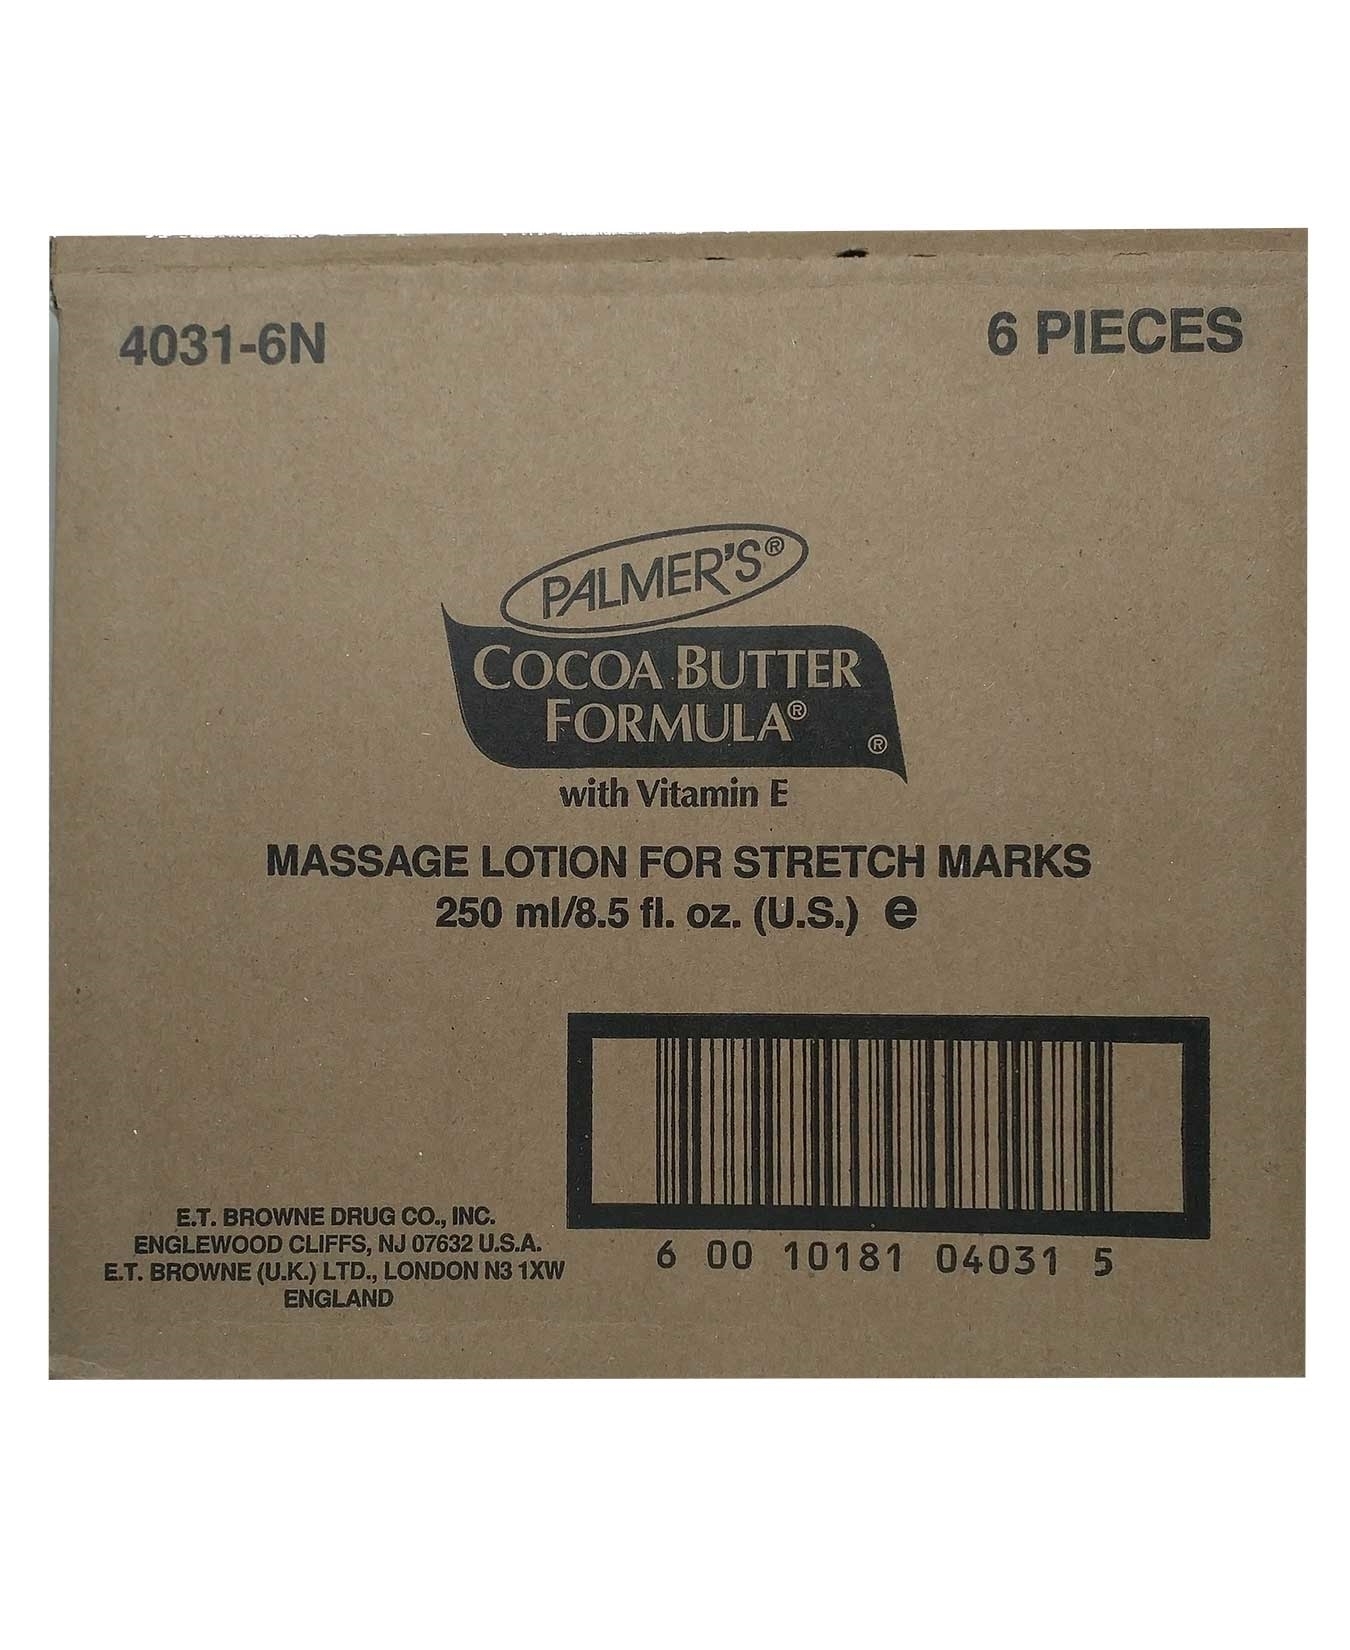 4031-6N
6 PIECES
PALMER'S®
COCOA BUTTER
FORMULA®
®
with Vitamin E
MASSAGE LOTION FOR STRETCH MARKS
250 ml/8.5 fl. oz. (U.S.) e
E.T. BROWNE DRUG CO., INC.
ENGLEWOOD CLIFFS, NJ 07632 U.S.A.
E.T. BROWNE (U.K.) LTD., LONDON N3 1XW
ENGLAND
6 00 10181 04031 5